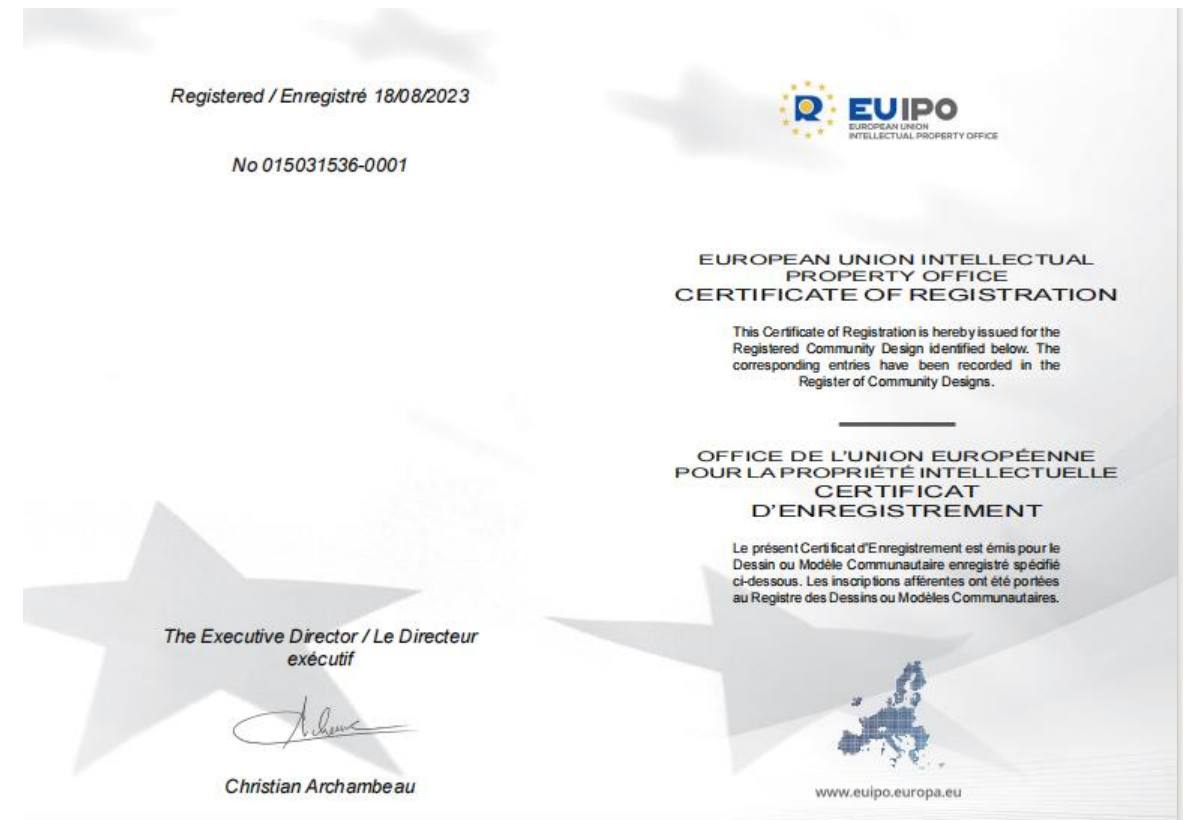 Registered / Enregistré 18/08/2023
No 015031536-0001
The Executive Director / Le Directeur
exécutif
Christian Archambeau
EUIPO
EUROPEAN UNION
INTELLECTUAL PROPERTY OFFICE
EUROPEAN UNION INTELLECTUAL
PROPERTY OFFICE
CERTIFICATE OF REGISTRATION
This Certificate of Registration is hereby issued for the
Registered Community Design identified below. The
corresponding entries have been recorded in the
Register of Community Designs.
OFFICE DE L'UNION EUROPÉENNE
POUR LA PROPRIÉTÉ INTELLECTUELLE
CERTIFICAT
D'ENREGISTREMENT
Le présent Certificat d'Enregistrement est émis pour le
Dessin ou Modèle Communautaire enregistré spécifié
ci-dessous. Les inscriptions afférentes ont été portées
au Registre des Dessins ou Modèles Communautaires.
www.euipo.europa.eu